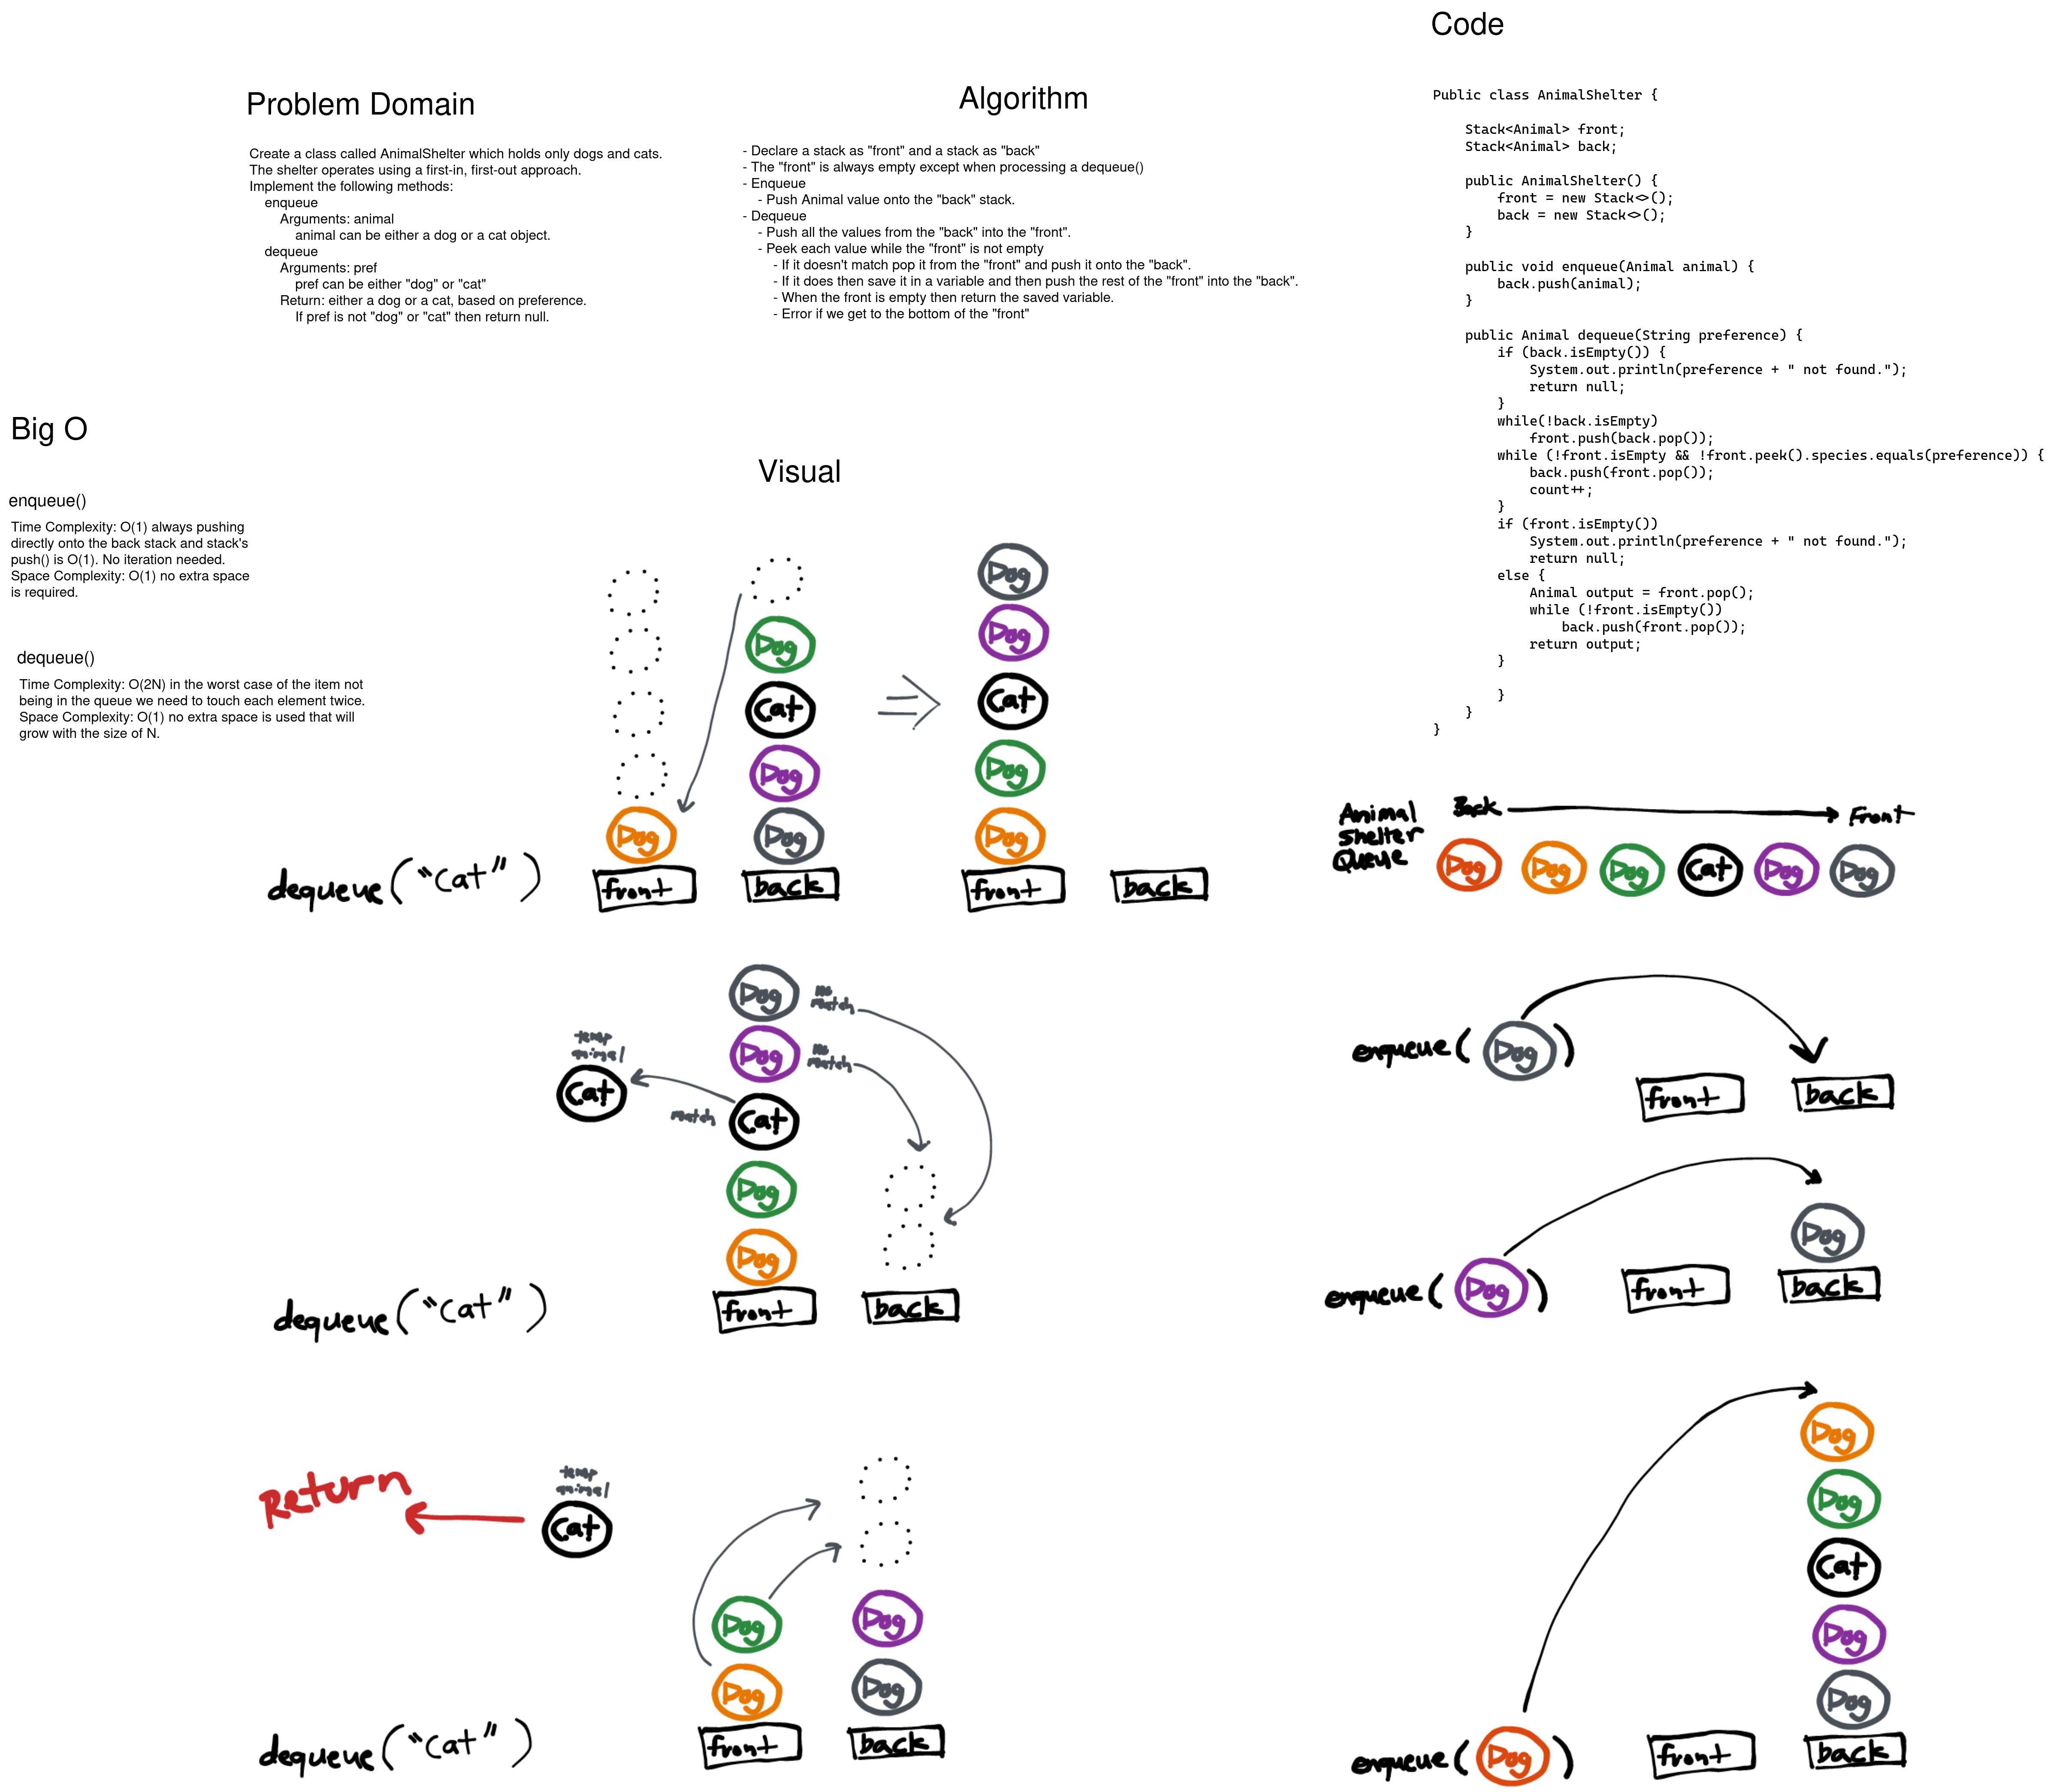 Problem Domain
Create a class called AnimalShelter which holds only dogs and cats.
The shelter operates using a first-in, first-out approach.
Implement the following methods:
enqueue
Arguments: animal
animal can be either a dog or a cat object.
dequeue
Arguments: pref
pref can be either "dog" or "cat"
Return: either a dog or a cat, based on preference.
If pref is not "dog" or "cat" then return null.
Algorithm
- Declare a stack as "front" and a stack as "back"
- The "front" is always empty except when processing a dequeue()
- Enqueue
- Push Animal value onto the "back" stack.
- Dequeue
- Push all the values from the "back" into the "front".
- Peek each value while the "front" is not empty
- If it doesn't match pop it from the "front" and push it onto the "back".
- If it does then save it in a variable and then push the rest of the "front" into the "back".
- When the front is empty then return the saved variable.
- Error if we get to the bottom of the "front"
Code
Public class AnimalShelter {
Stack<Animal> front;
Stack<Animal> back;
public AnimalShelter() {
front = new Stack<>();
back = new Stack<>();
}
public void enqueue(Animal animal) {
back.push(animal);
}
public Animal dequeue(String preference) {
if (back.isEmpty()) {
System.out.println(preference + " not found.");
return null;
}
while(!back.isEmpty)
front.push(back.pop());
while (!front.isEmpty && !front.peek().species.equals(preference)) {
back.push(front.pop());
count++;
}
if (front.isEmpty())
System.out.println(preference + " not found.");
return null;
else {
Animal output = front.pop();
while (!front.isEmpty())
back.push(front.pop());
return output;
}
}
}
}
Big O
enqueue()
Time Complexity: O(1) always pushing
directly onto the back stack and stack's
push() is O(1). No iteration needed.
Space Complexity: O(1) no extra space
is required.
dequeue()
Time Complexity: O(2N) in the worst case of the item not
being in the queue we need to touch each element twice.
Space Complexity: O(1) no extra space is used that will
grow with the size of N.
Visual
Dog
Cat
Dog
Dog
Dog
dequeue("Cat")
front
back
Dog
Dog
Cat
Dog
Dog
front
back
Dog
no match
Dog
no match
temp animal
Cat
match
Cat
Dog
Dog
dequeue("Cat")
front
back
Return
temp animal
Cat
Dog
Dog
Dog
Dog
dequeue("Cat")
front
back
Animal Shelter Queue
Back
Front
Dog
Dog
Dog
Cat
Dog
Dog
enqueue(Dog)
front
back
Dog
enqueue(Dog)
front
back
Dog
Dog
Cat
Dog
Dog
enqueue(Dog)
front
back